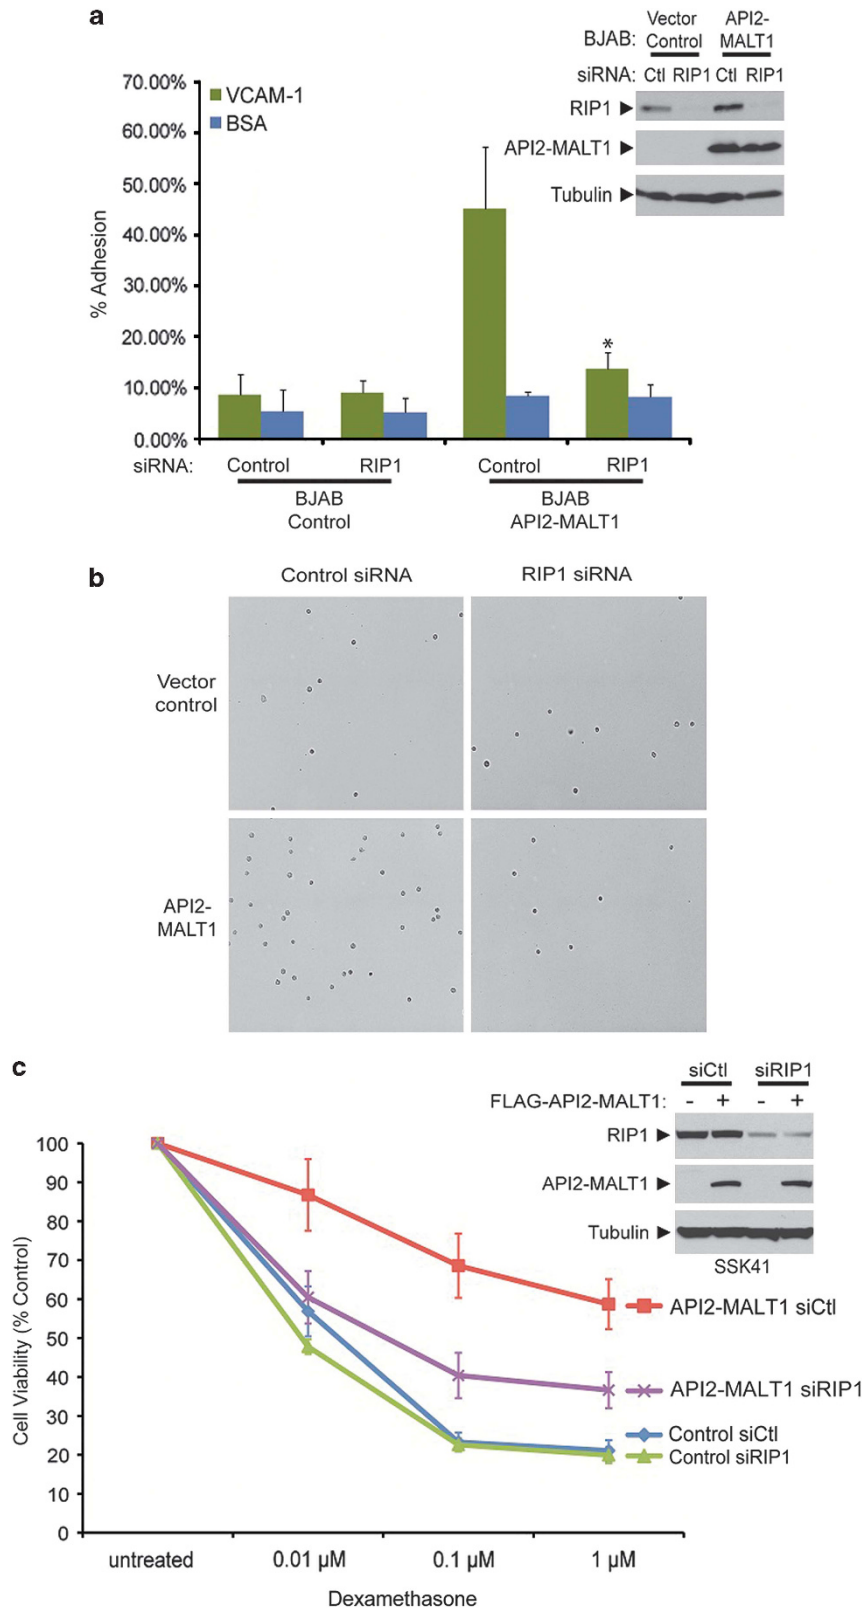 a
BJAB: Vector Control API2-MALT1
siRNA: Ctl RIP1 Ctl RIP1
RIP1
API2-MALT1
Tubulin
VCAM-1
BSA
% Adhesion
70.00%
60.00%
50.00%
40.00%
30.00%
20.00%
10.00%
0.00%
*
siRNA: Control RIP1 Control RIP1
BJAB Control
BJAB API2-MALT1
b
Control siRNA RIP1 siRNA
Vector control
API2-MALT1
c
siCtl siRIP1
FLAG-API2-MALT1: - + - +
RIP1
API2-MALT1
Tubulin
SSK41
Cell Viability (% Control)
100
90
80
70
60
50
40
30
20
10
0
API2-MALT1 siCtl
API2-MALT1 siRIP1
Control siCtl
Control siRIP1
untreated 0.01 µM 0.1 µM 1 µM
Dexamethasone